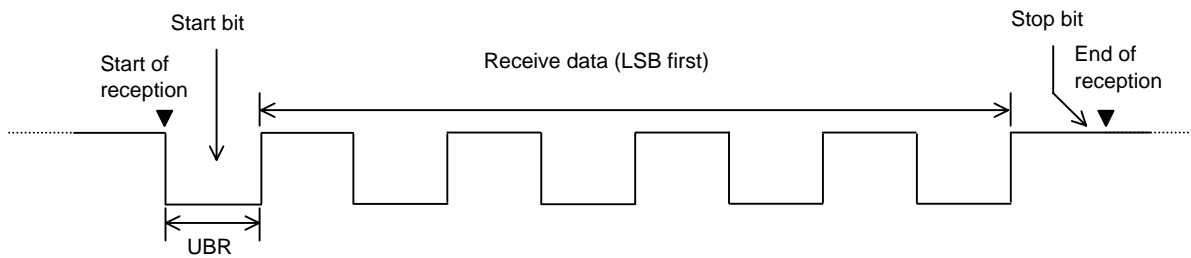 Start bit
Stop bit
Start of
reception
Receive data (LSB first)
End of
reception
UBR